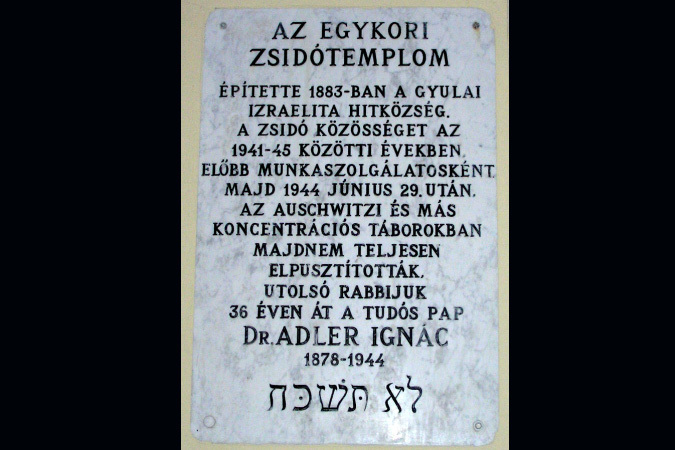 AZ EGYKORI
ZSIDÓTEMPLOM
ÉPÍTETTE 1883-BAN A GYULAI
IZRAELITA HITKÖZSÉG.
A ZSIDÓ KÖZÖSSÉGET AZ
1941-45 KÖZÖTTI ÉVEKBEN,
ELŐBB MUNKASZOLGÁLATOSKÉNT,
MAJD 1944 JÚNIUS 29. UTÁN,
AZ AUSCHWITZI ÉS MÁS
KONCENTRÁCIÓS TÁBOROKBAN
MAJDNEM TELJESEN
ELPUSZTÍTOTTÁK.
UTOLSÓ RABBIJUK
36 ÉVEN ÁT A TUDÓS PAP
DR. ADLER IGNÁC
1878-1944
לא תשכח